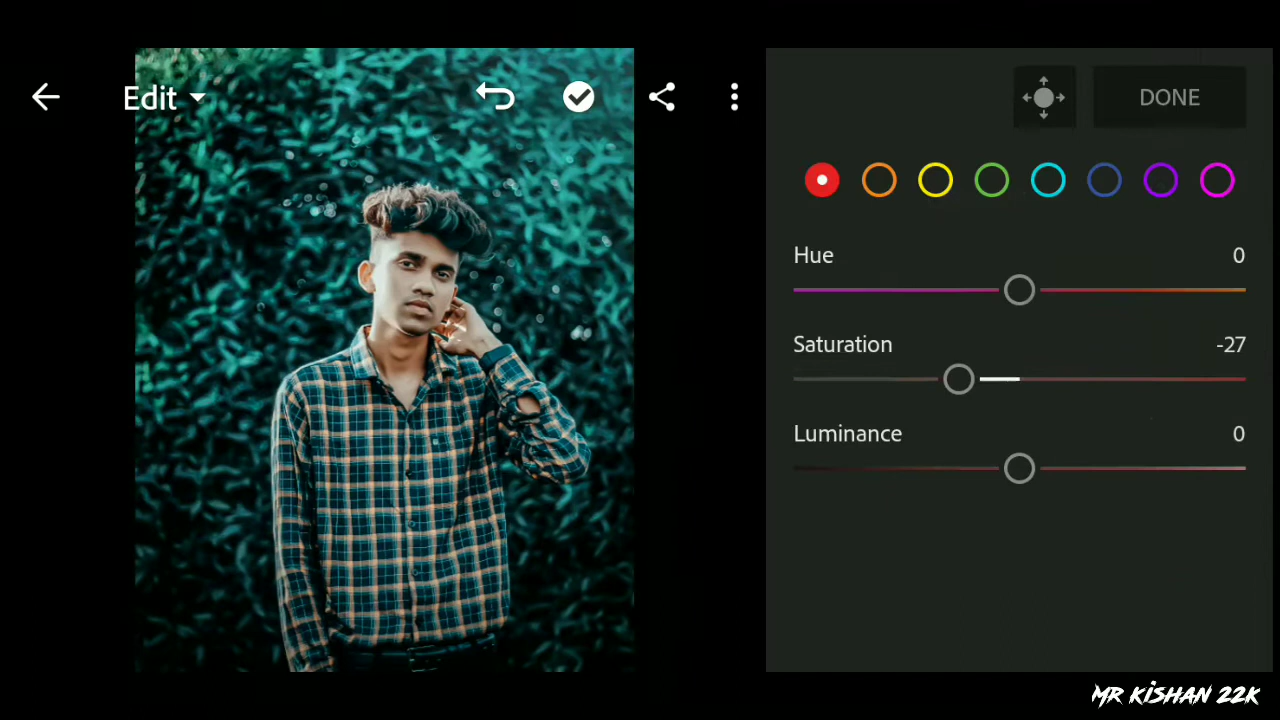 Edit
DONE
Hue 0
Saturation -27
Luminance 0
MR KISHAN 22K